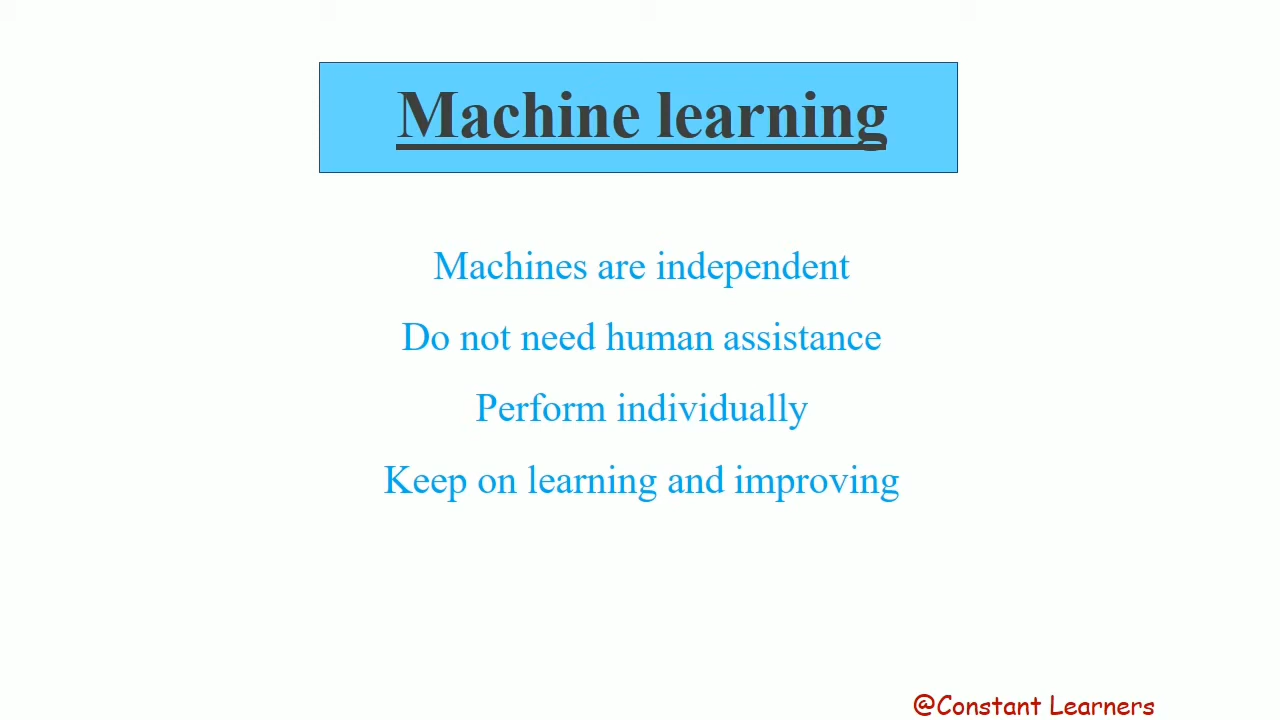 Machine learning
Machines are independent
Do not need human assistance
Perform individually
Keep on learning and improving
@Constant Learners